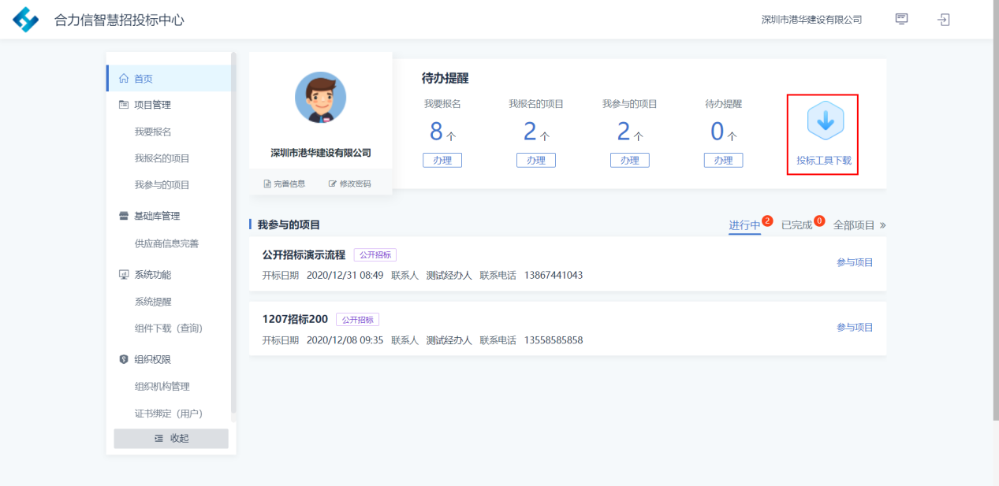 合力信智慧招投标中心
深圳市港华建设有限公司
首页
项目管理
我要报名
我报名的项目
我参与的项目
基础库管理
供应商信息完善
系统功能
系统提醒
组件下载（查询）
组织权限
组织机构管理
证书绑定（用户）
收起
深圳市港华建设有限公司
完善信息 修改密码
待办提醒
我要报名 我报名的项目 我参与的项目 待办提醒
8个 2个 2个 0个
办理 办理 办理 办理
投标工具下载
我参与的项目 进行中 2 已完成 0 全部项目 »
公开招标演示流程 公开招标
开标日期 2020/12/31 08:49 联系人 测试经办人 联系电话 13867441043
参与项目
1207招标200 公开招标
开标日期 2020/12/08 09:35 联系人 测试经办人 联系电话 13558585858
参与项目